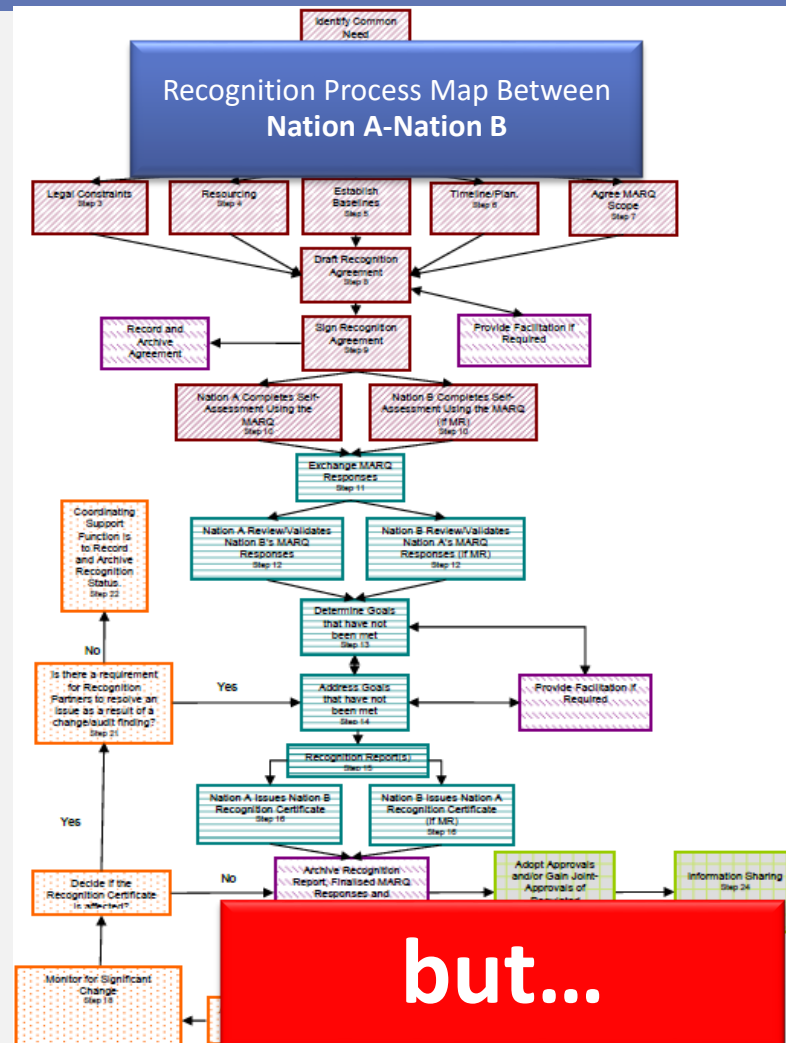 Identify Common
Need
Recognition Process Map Between
Nation A-Nation B
Legal Constraints
Step 3
Resourcing
Step 4
Establish
Baselines
Step 5
Timeline/Plan.
Step 6
Agree MARQ
Scope
Step 7
Draft Recognition
Agreement
Step 8
Record and
Archive
Agreement
Sign Recognition
Agreement
Step 9
Provide Facilitation if
Required
Nation A Completes Self-
Assessment Using the
MARQ
Step 10
Nation B Completes Self-
Assessment Using the MARQ
(if MR)
Step 10
Exchange MARQ
Responses
Step 11
Coordinating
Support
Function is
to Record
and Archive
Recognition
Status.
Step 22
Nation A Review/Validates
Nation B's MARQ
Responses
Step 12
Nation B Review/Validates
Nation A's MARQ
Responses (if MR)
Step 12
Determine Goals
that have not
been met
Step 13
No
Is there a requirement
for Recognition
Partners to resolve an
issue as a result of a
change/audit finding?
Step 21
Yes
Address Goals
that have not
been met
Step 14
Provide Facilitation if
Required
Recognition Report(s)
Step 15
Nation A Issues Nation B
Recognition Certificate
Step 16
Nation B Issues Nation A
Recognition Certificate
(if MR)
Step 16
Yes
Decide if the
Recognition Certificate
is affected?
No
Archive Recognition
Report, Finalised MARQ
Responses and
Adopt Approvals
and/or Gain Joint-
Approvals of
Information Sharing
Step 24
but...
Monitor for Significant
Change
Step 18